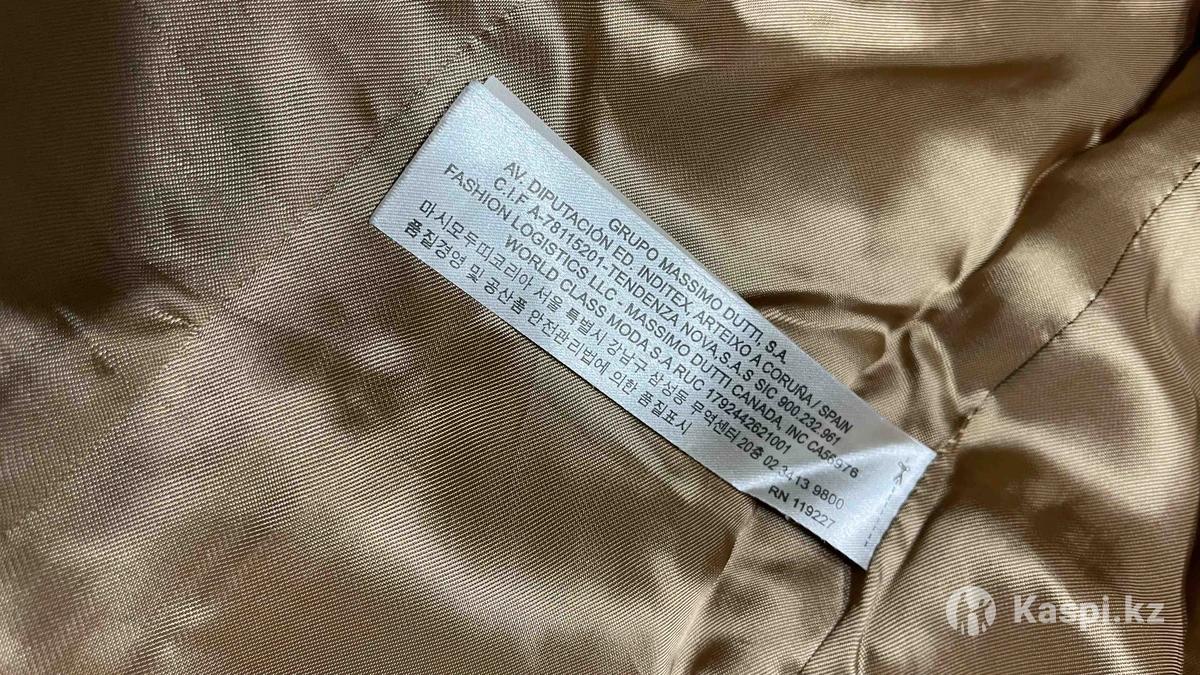 GRUPO MASSIMO DUTTI, S.A.
AV. DIPUTACIÓN ED. INDITEX, ARTEIXO A CORUÑA / SPAIN
C.I.F A-78115201-TENDENZA NOVA,S.A.S SIC 900.232.961
FASHION LOGISTICS LLC- MASSIMO DUTTI CANADA, INC CA56976
WORLD CLASS MODA S.A RUC 1792442621001
마시모두띠코리아 서울 특별시 강남구 삼성동 무역센터 20층 02 3413 9800
품질경영 및 공산품 안전관리법에 의한 품질표시
RN 119227
Kaspi.kz